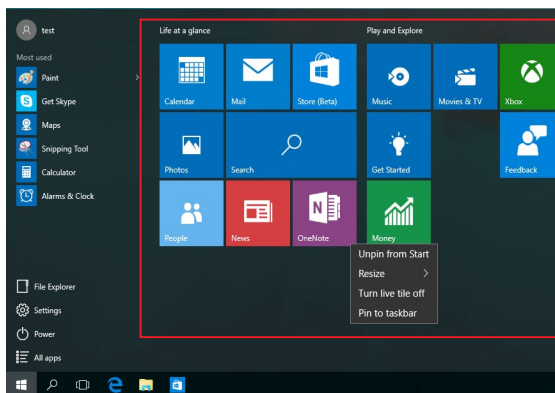 test
Most used
Paint
Get Skype
Maps
Snipping Tool
Calculator
Alarms & Clock
File Explorer
Settings
Power
All apps
Life at a glance
Calendar
Mail
Store (Beta)
Photos
Search
People
News
OneNote
Play and Explore
Music
Movies & TV
Xbox
Get Started
Feedback
Money
Unpin from Start
Resize
Turn live tile off
Pin to taskbar